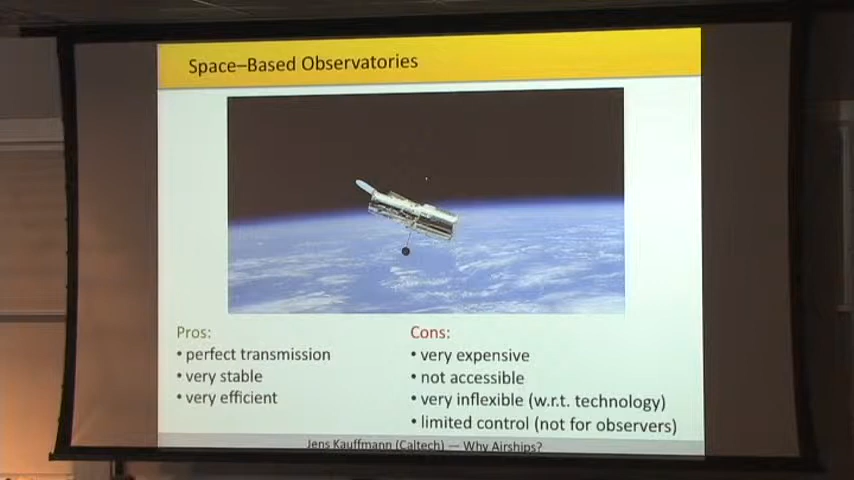 Space–Based Observatories
Pros:
• perfect transmission
• very stable
• very efficient
Cons:
• very expensive
• not accessible
• very inflexible (w.r.t. technology)
• limited control (not for observers)
Jens Kauffmann (Caltech) — Why Airships?